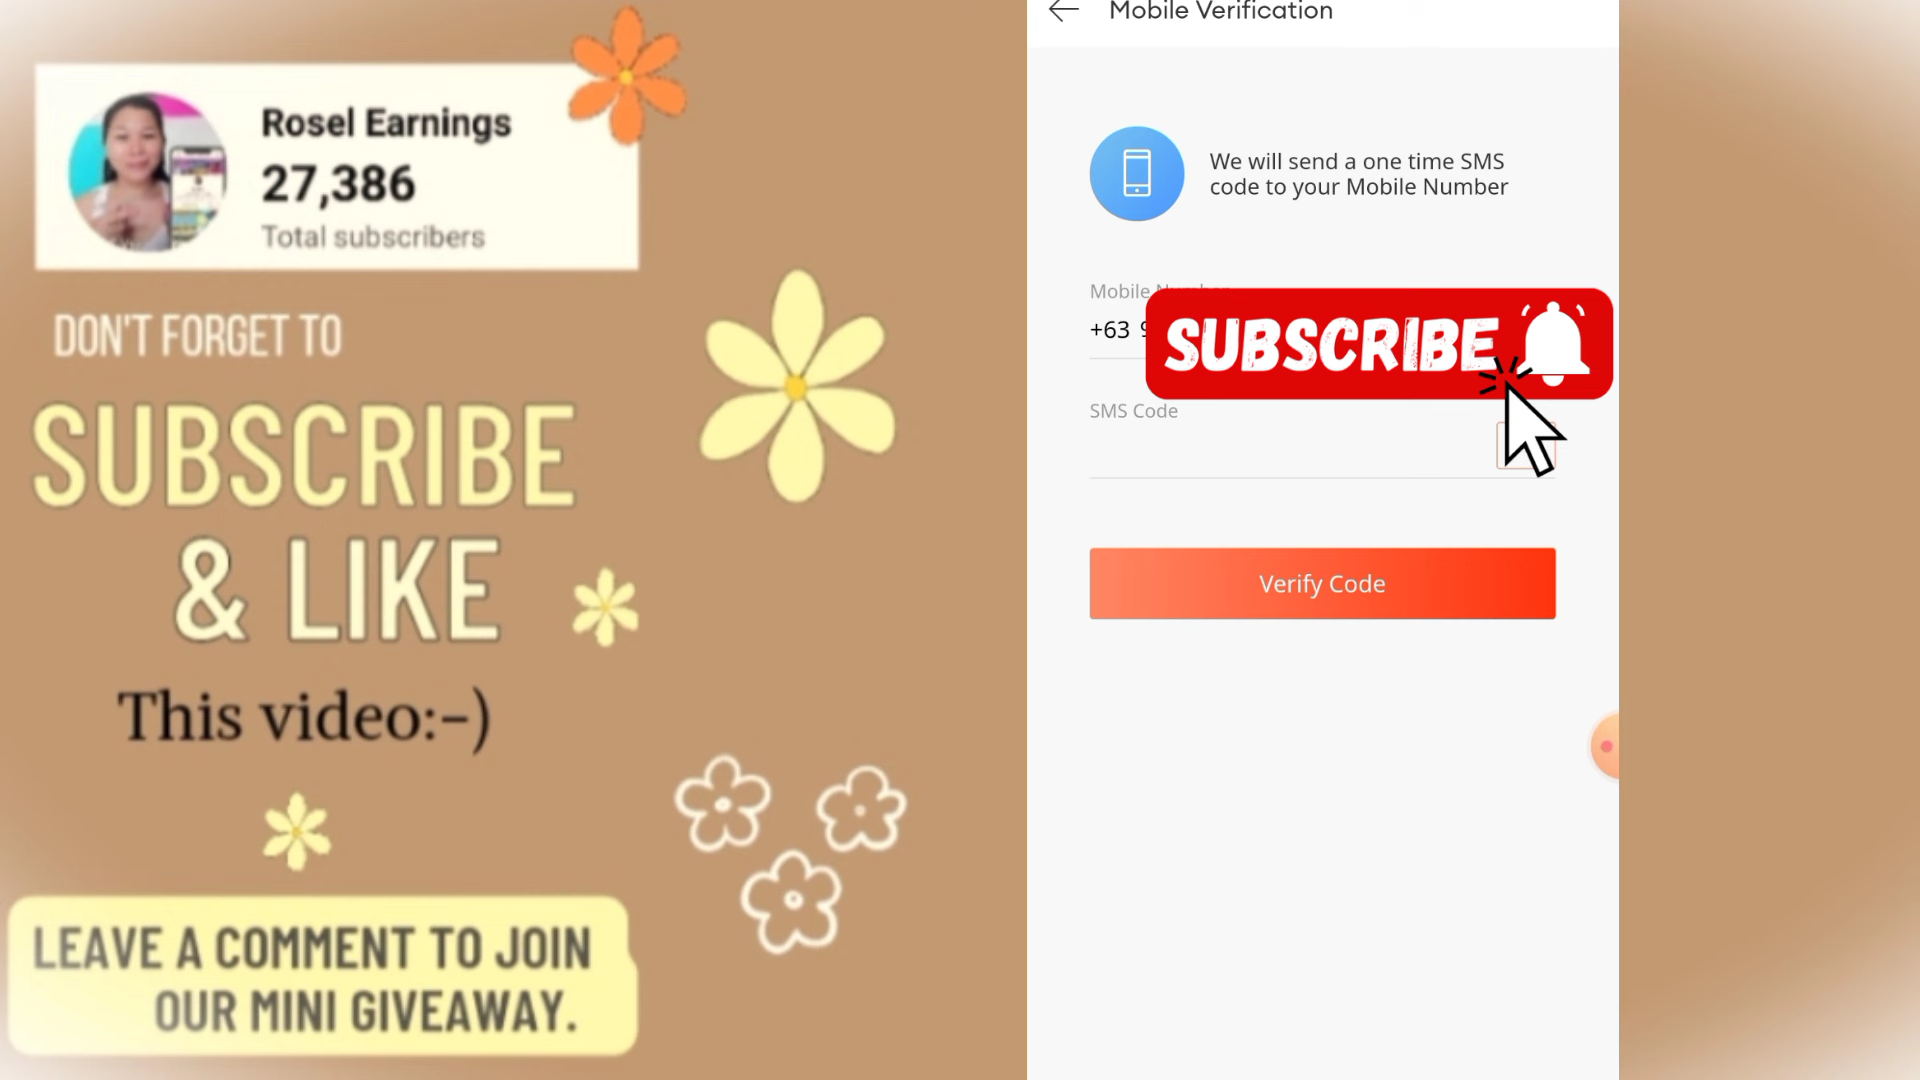 Rosel Earnings
27,386
Total subscribers
DON'T FORGET TO
SUBSCRIBE
& LIKE
This video:-)
LEAVE A COMMENT TO JOIN
OUR MINI GIVEAWAY.
Mobile Verification
We will send a one time SMS
code to your Mobile Number
Mobile
+63
SUBSCRIBE
SMS Code
Verify Code